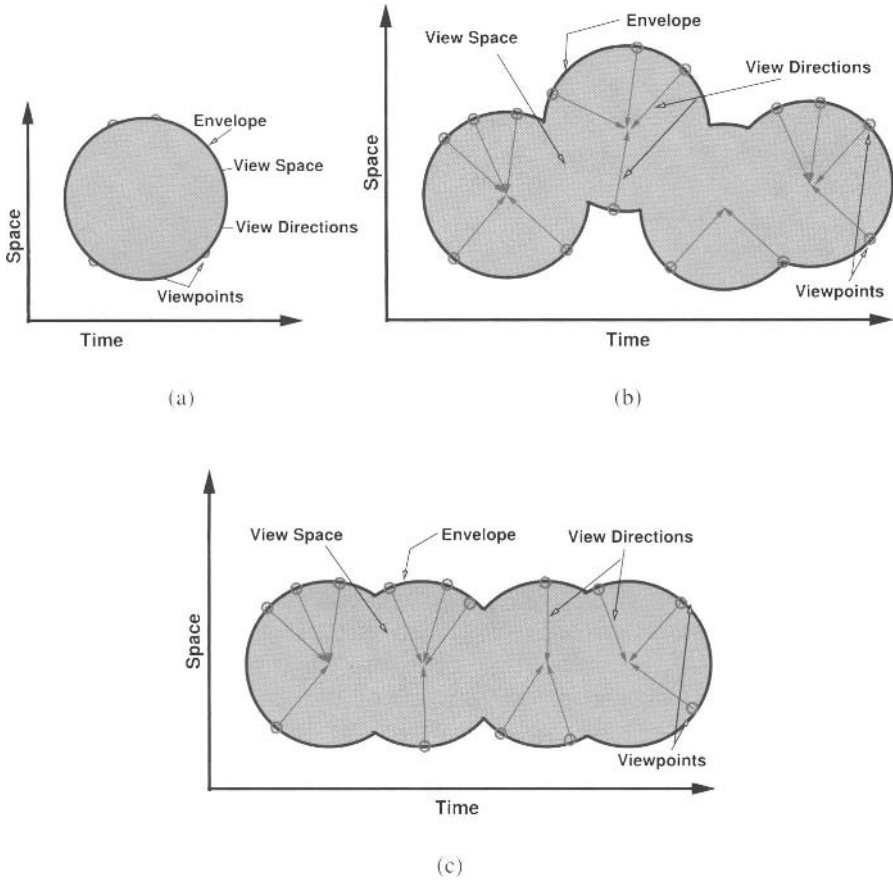 Space
Envelope
View Space
View Directions
Viewpoints
Time
(a)
Space
View Space
Envelope
View Directions
Viewpoints
Time
(b)
Space
View Space
Envelope
View Directions
Viewpoints
Time
(c)